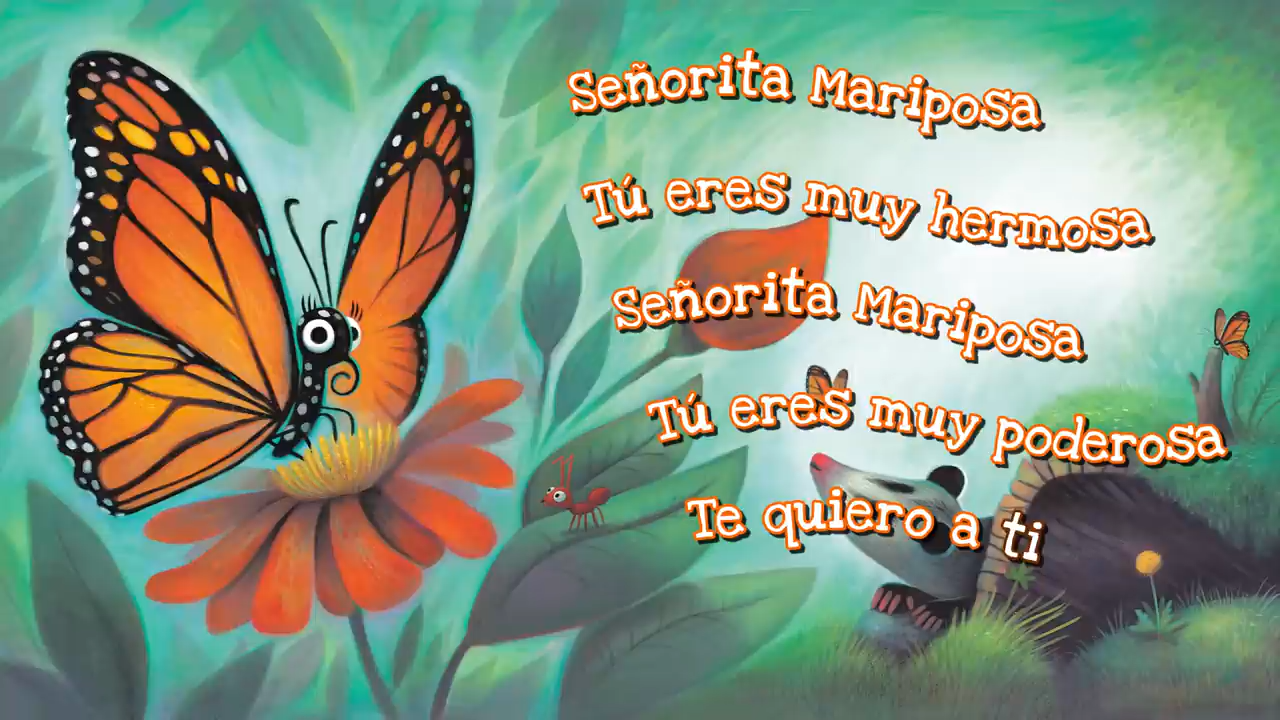 Señorita Mariposa
Tú eres muy hermosa
Señorita Mariposa
Tú eres muy poderosa
Te quiero a ti